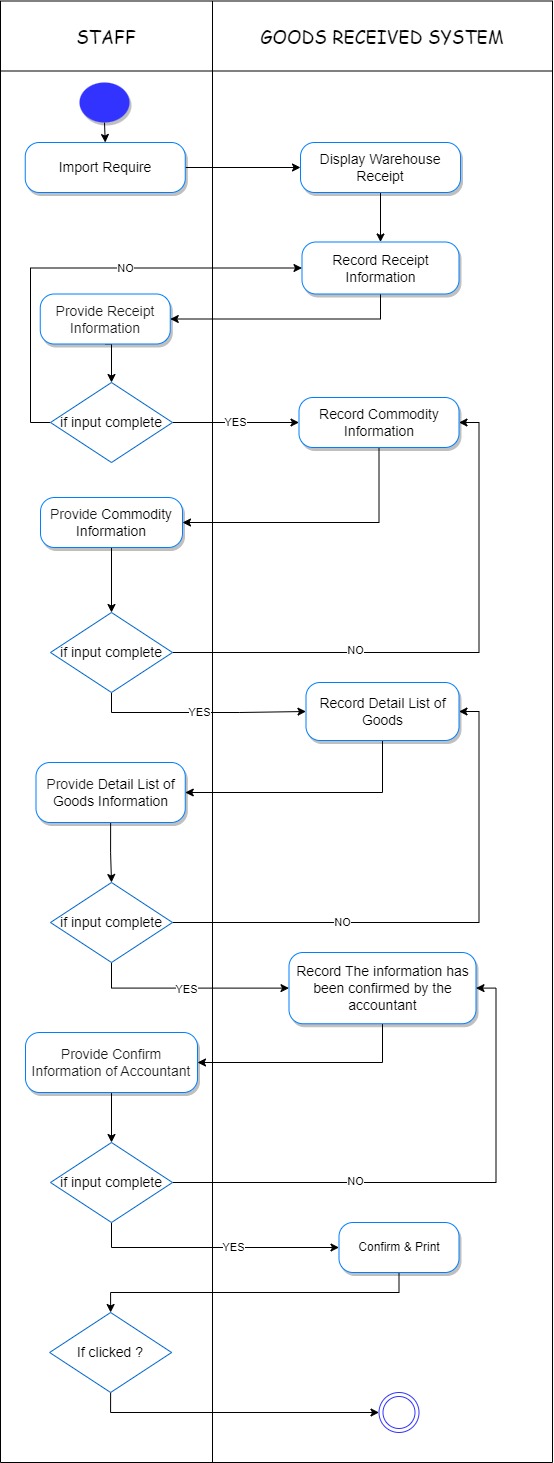 STAFF
GOODS RECEIVED SYSTEM
Import Require
Display Warehouse
Receipt
Record Receipt
Information
NO
Provide Receipt
Information
if input complete
YES
Record Commodity
Information
Provide Commodity
Information
if input complete
NO
YES
Record Detail List of
Goods
Provide Detail List of
Goods Information
if input complete
NO
YES
Record The information has
been confirmed by the
accountant
Provide Confirm
Information of Accountant
if input complete
NO
YES
Confirm & Print
If clicked ?